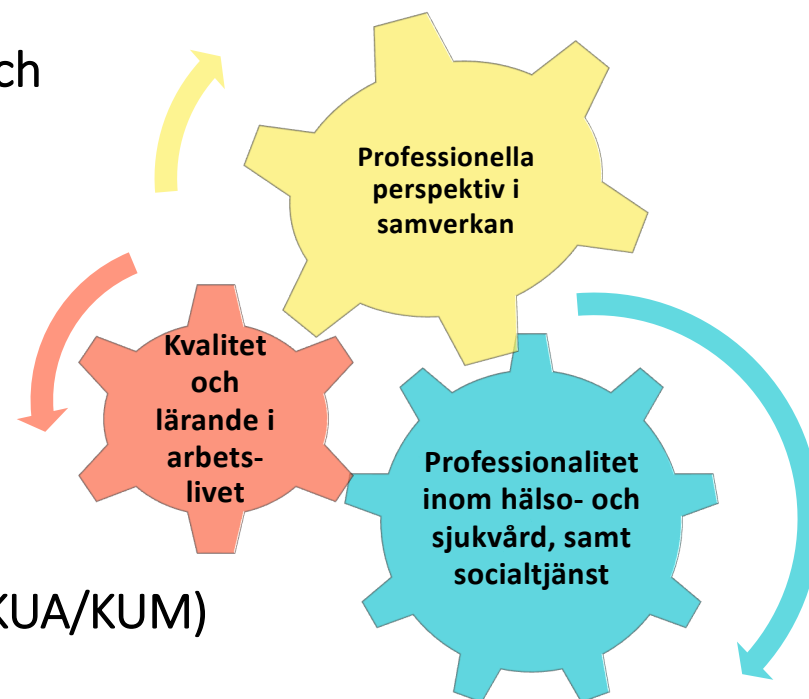 ch
Professionella
perspektiv i
samverkan
Kvalitet
och
lärande i
arbets-
livet
Professionalitet
inom hälso- och
sjukvård, samt
socialtjänst
KUA/KUM)